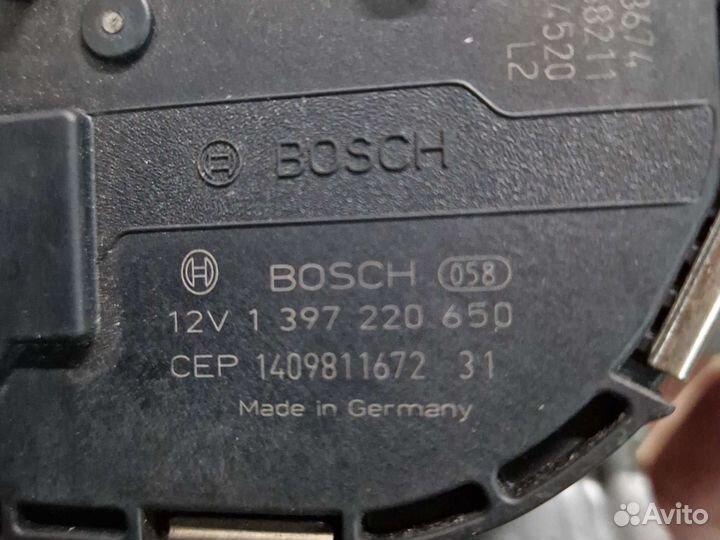 3674
8211
4520
L2
BOSCH
BOSCH 058
12V 1 397 220 650
CEP 1409811672 31
Made in Germany
Avito